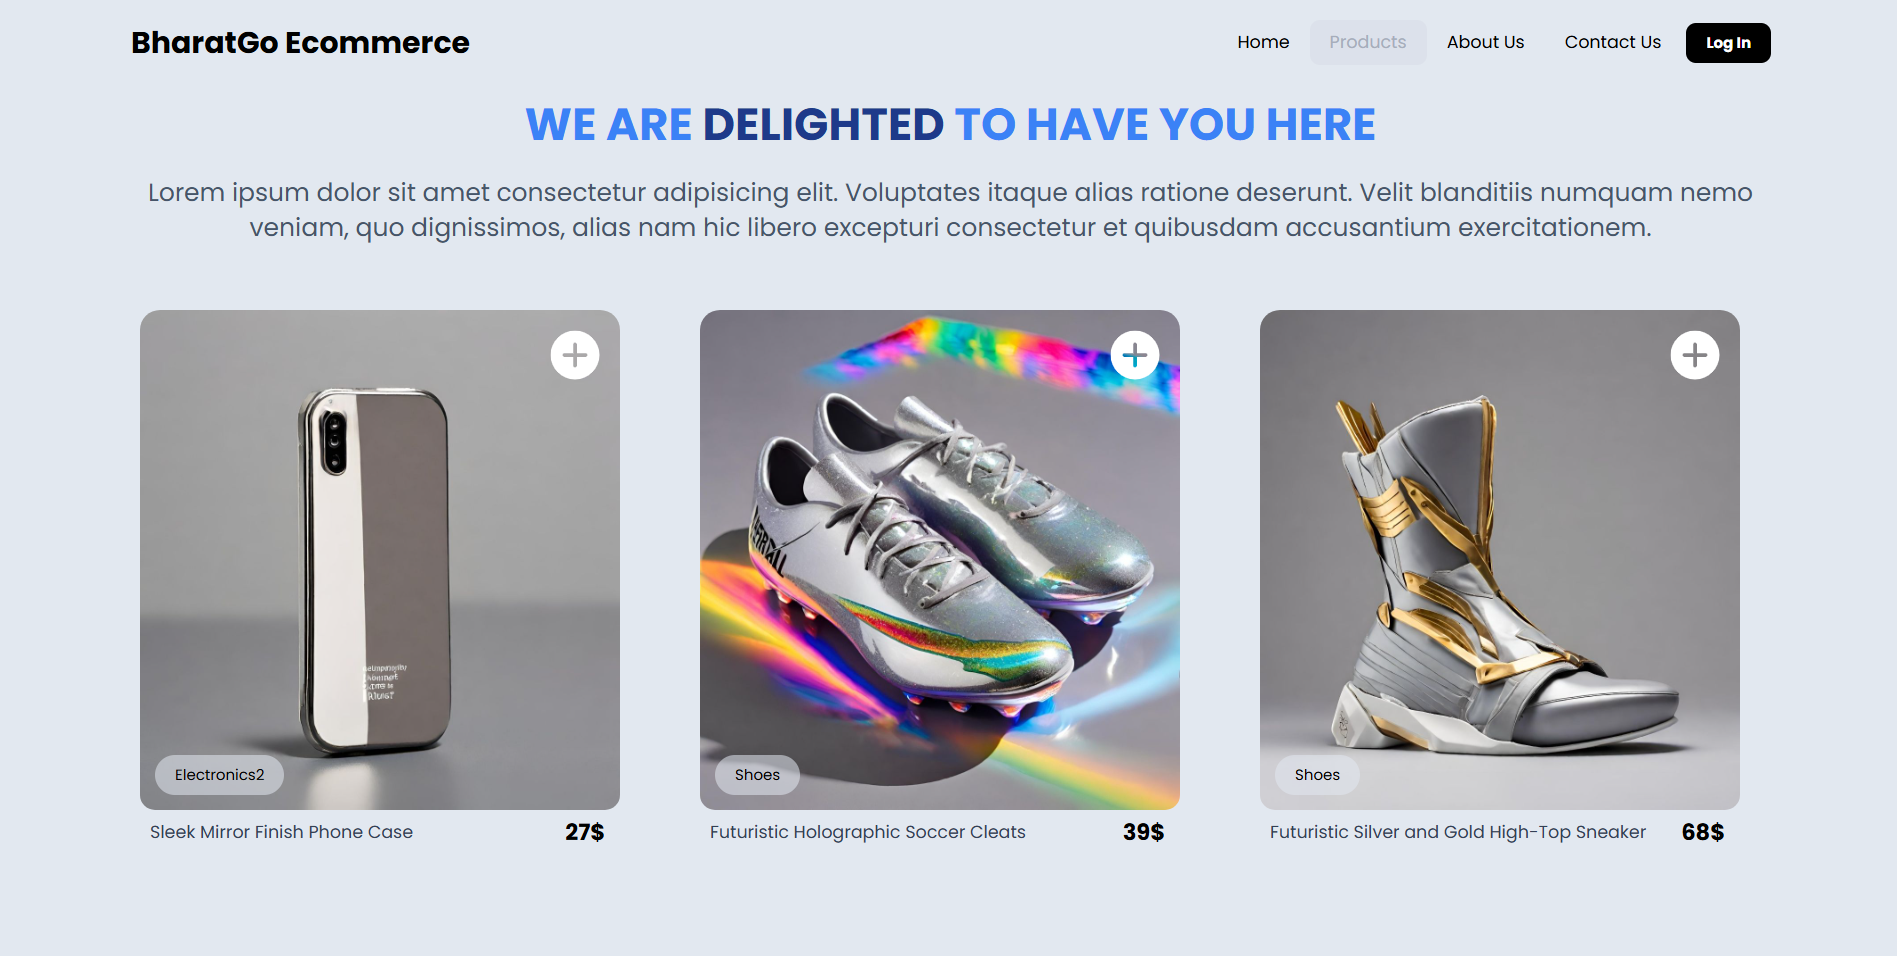 BharatGo Ecommerce
Home
Products
About Us
Contact Us
Log In
WE ARE DELIGHTED TO HAVE YOU HERE
Lorem ipsum dolor sit amet consectetur adipisicing elit. Voluptates itaque alias ratione deserunt. Velit blanditiis numquam nemo
veniam, quo dignissimos, alias nam hic libero excepturi consectetur et quibusdam accusantium exercitationem.
Electronics2
Shoes
Shoes
Sleek Mirror Finish Phone Case
27$
Futuristic Holographic Soccer Cleats
39$
Futuristic Silver and Gold High-Top Sneaker
68$